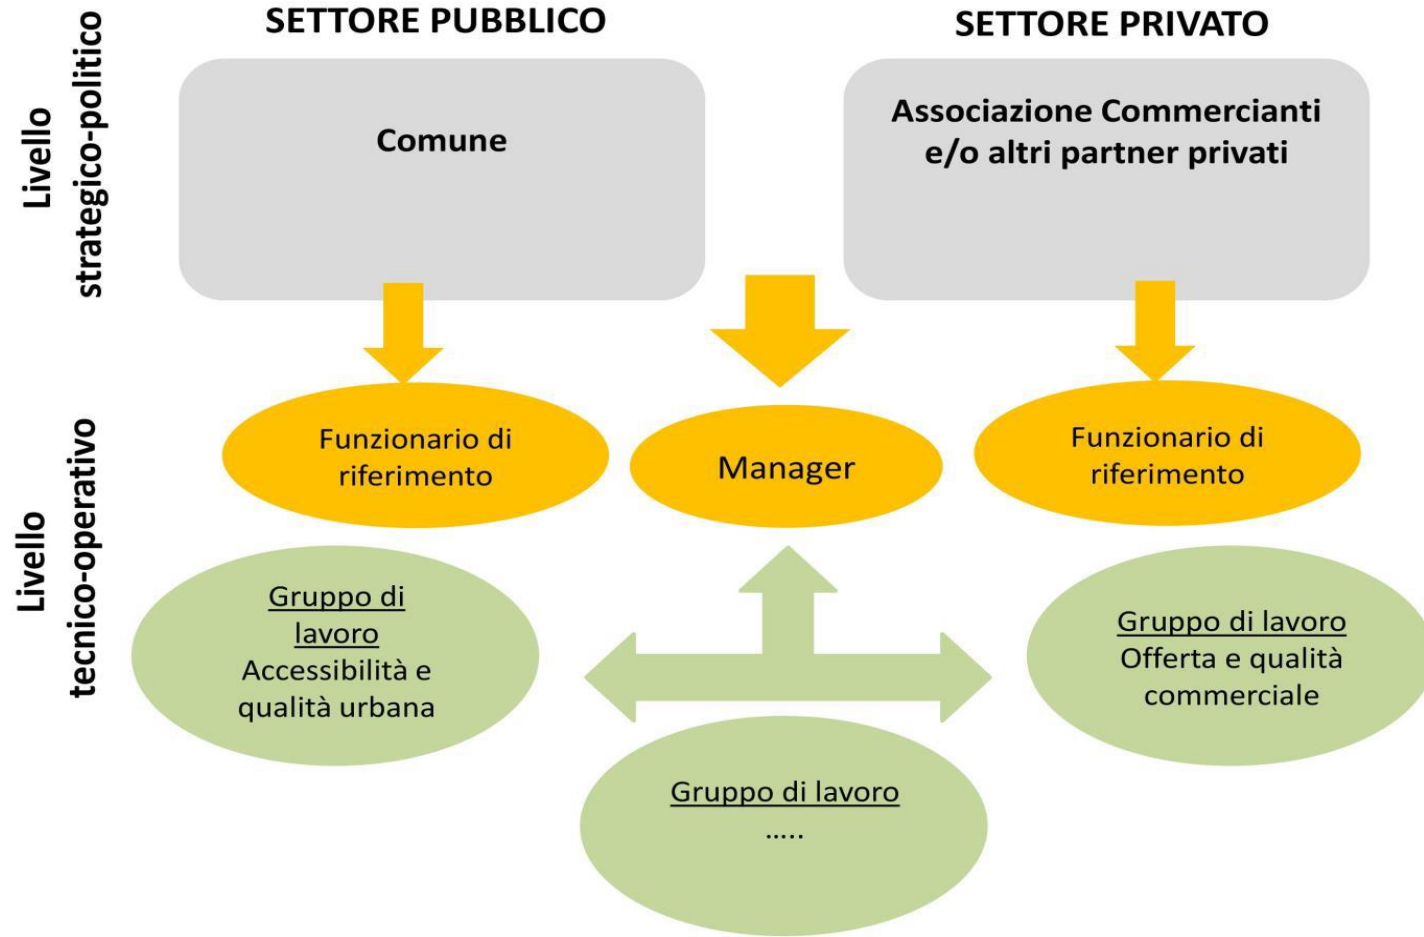 SETTORE PUBBLICO
SETTORE PRIVATO
Livello
strategico-politico
Comune
Associazione Commercianti
e/o altri partner privati
Livello
tecnico-operativo
Funzionario di
riferimento
Manager
Funzionario di
riferimento
Gruppo di
lavoro
Accessibilità e
qualità urbana
Gruppo di lavoro
Offerta e qualità
commerciale
Gruppo di lavoro
…..